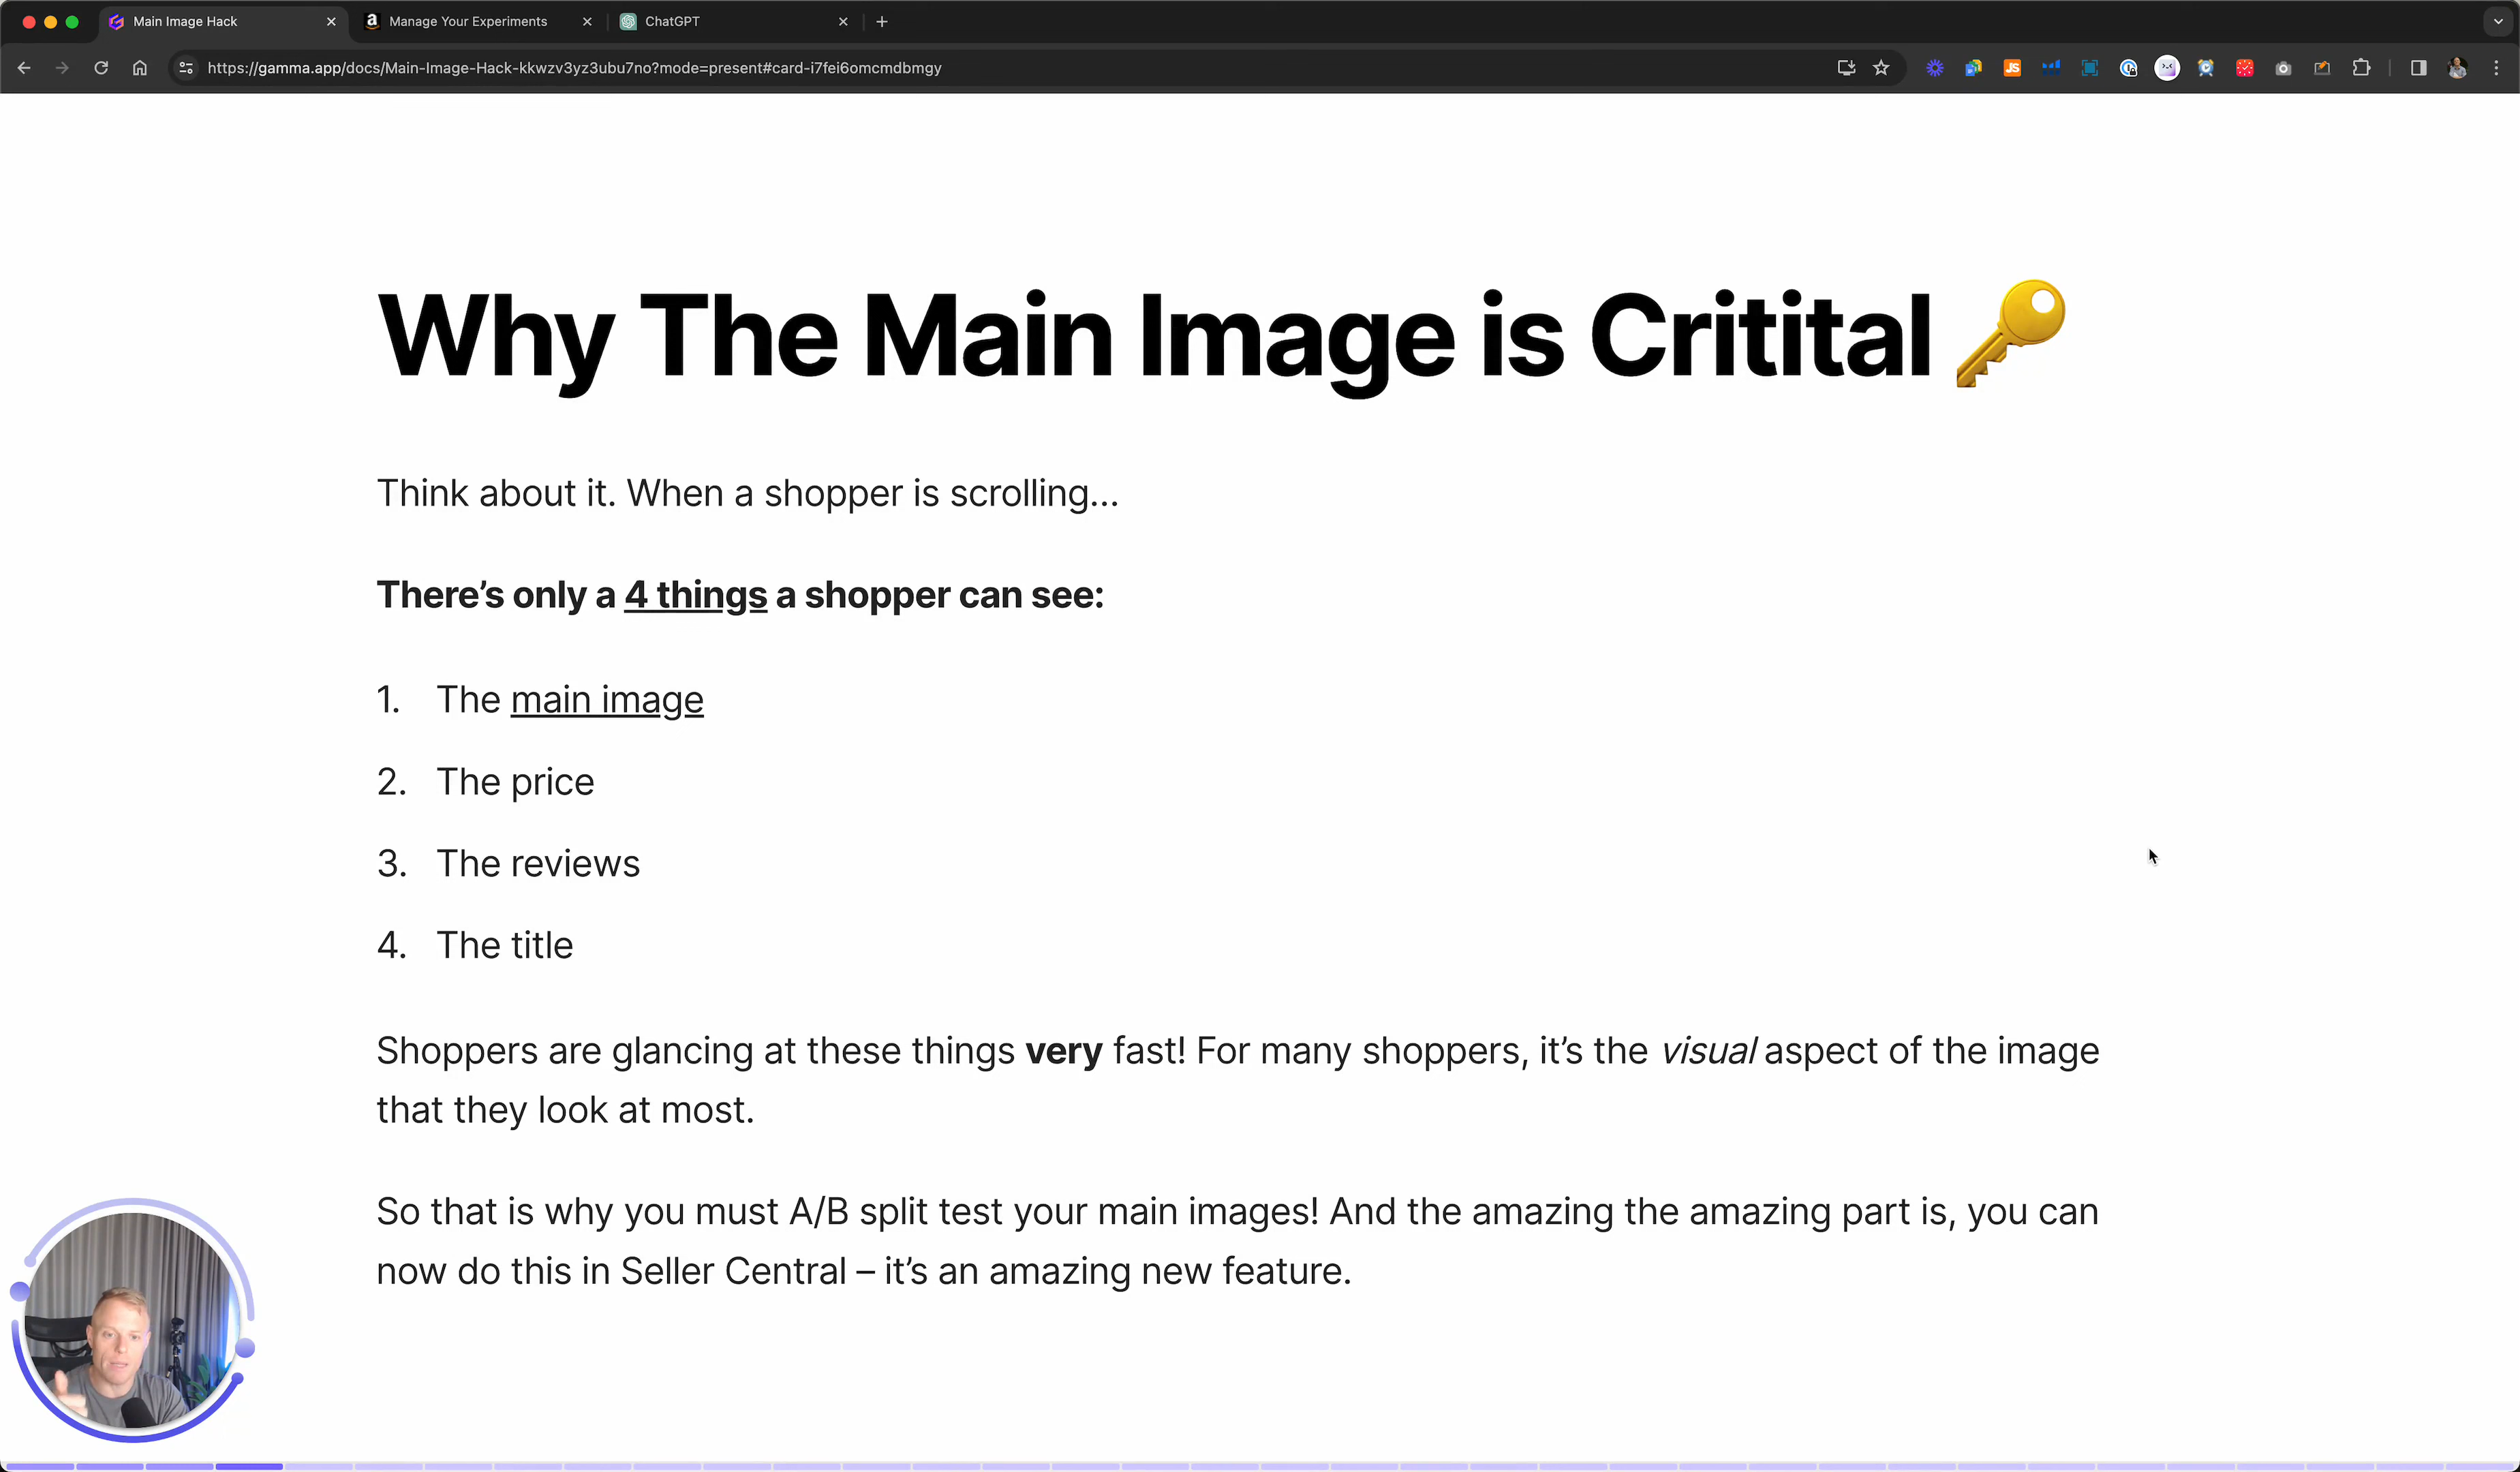 Main Image Hack
Manage Your Experiments
ChatGPT
https://gamma.app/docs/Main-Image-Hack-kkwzv3yz3ubu7no?mode=present#card-i7fei6omcmdbmgy
JS
Why The Main Image is Critital
Think about it. When a shopper is scrolling...
There’s only a 4 things a shopper can see:
1. The main image
2. The price
3. The reviews
4. The title
Shoppers are glancing at these things very fast! For many shoppers, it’s the visual aspect of the image
that they look at most.
So that is why you must A/B split test your main images! And the amazing the amazing part is, you can
now do this in Seller Central – it’s an amazing new feature.